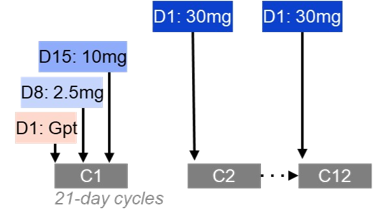 D1: 30mg
D1: 30mg
D15: 10mg
D8: 2.5mg
D1: Gpt
C1
C2
C12
21-day cycles